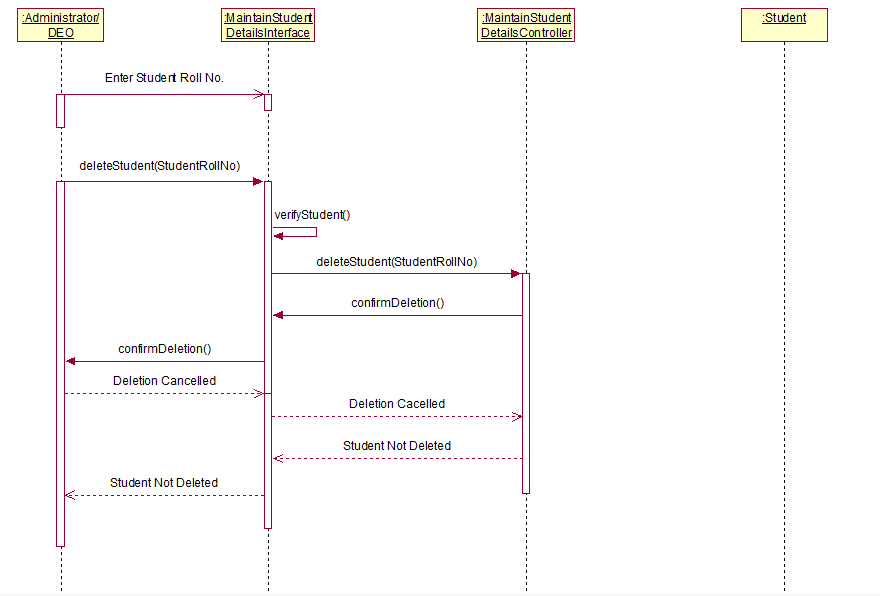 :Administrator/
DEO
:MaintainStudent
DetailsInterface
:MaintainStudent
DetailsController
:Student
Enter Student Roll No.
deleteStudent(StudentRollNo)
verifyStudent()
deleteStudent(StudentRollNo)
confirmDeletion()
confirmDeletion()
Deletion Cancelled
Deletion Cacelled
Student Not Deleted
Student Not Deleted